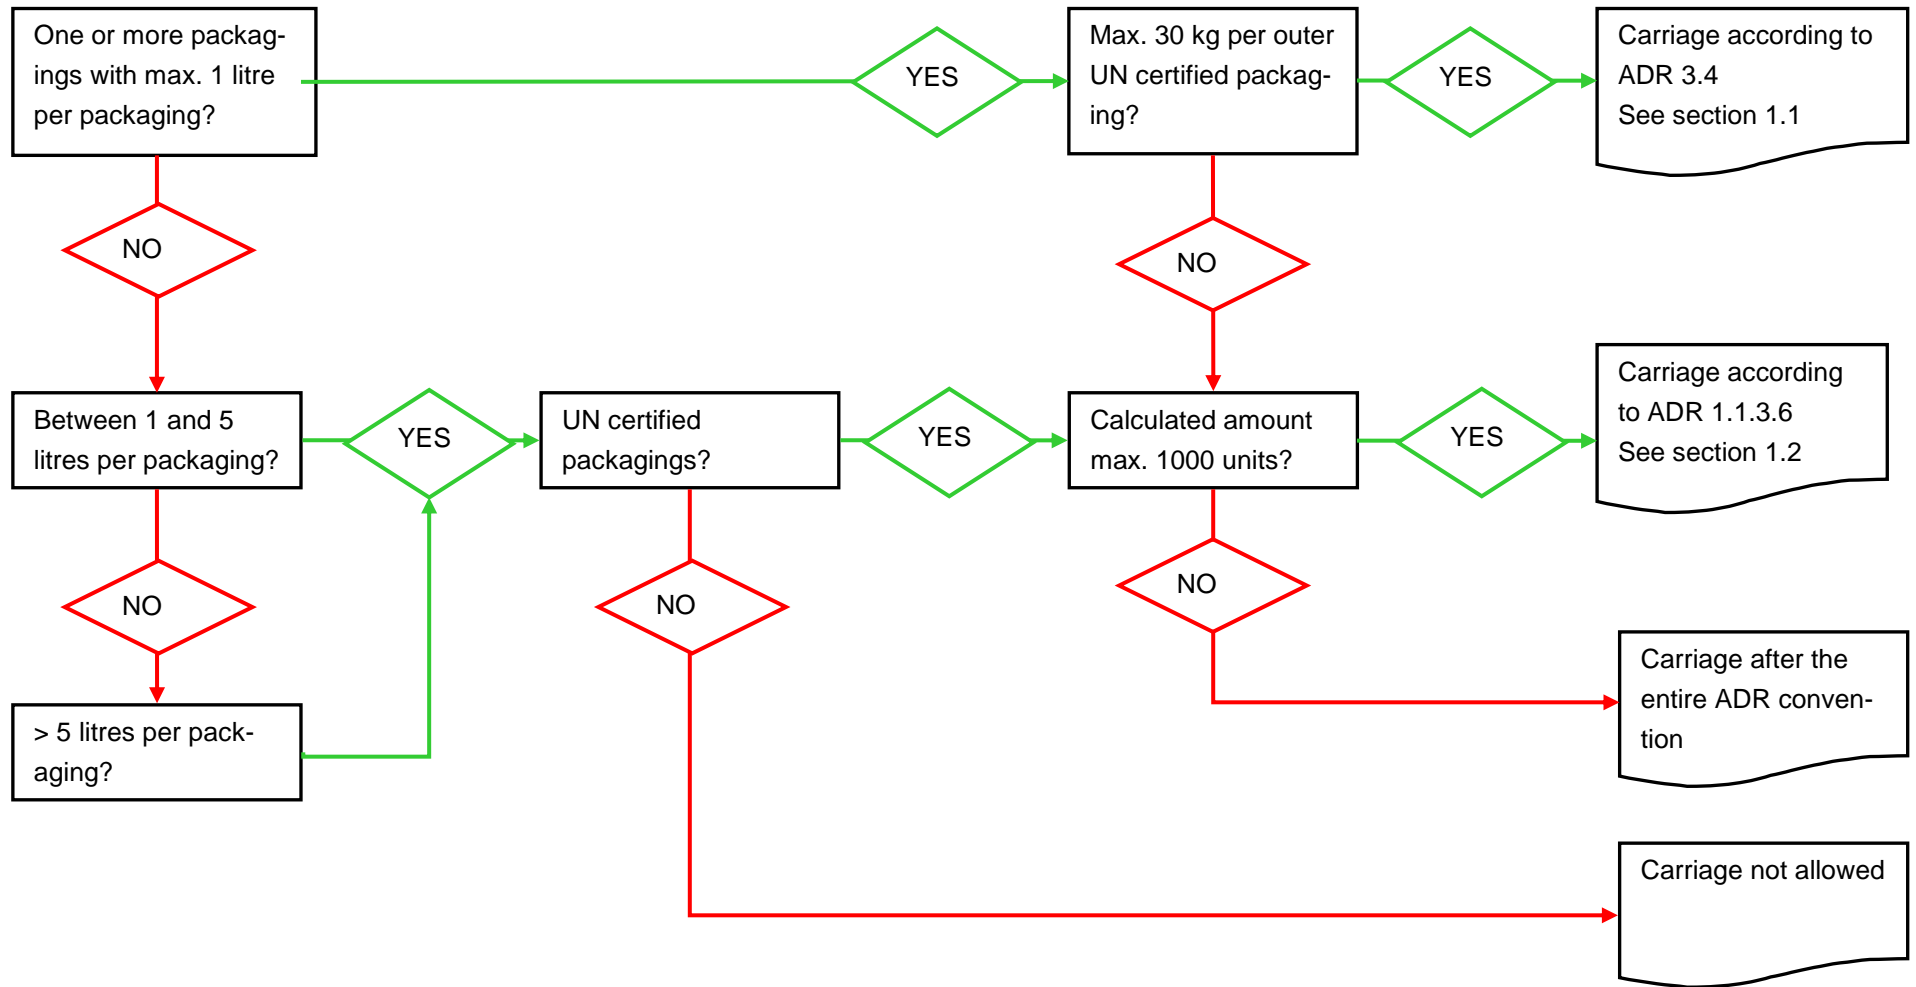 One or more packag-
ings with max. 1 litre
per packaging?
YES
Max. 30 kg per outer
UN certified packag-
ing?
YES
Carriage according to
ADR 3.4
See section 1.1
NO
NO
Between 1 and 5
litres per packaging?
YES
UN certified
packagings?
YES
Calculated amount
max. 1000 units?
YES
Carriage according
to ADR 1.1.3.6
See section 1.2
NO
NO
NO
> 5 litres per pack-
aging?
Carriage after the
entire ADR conven-
tion
Carriage not allowed